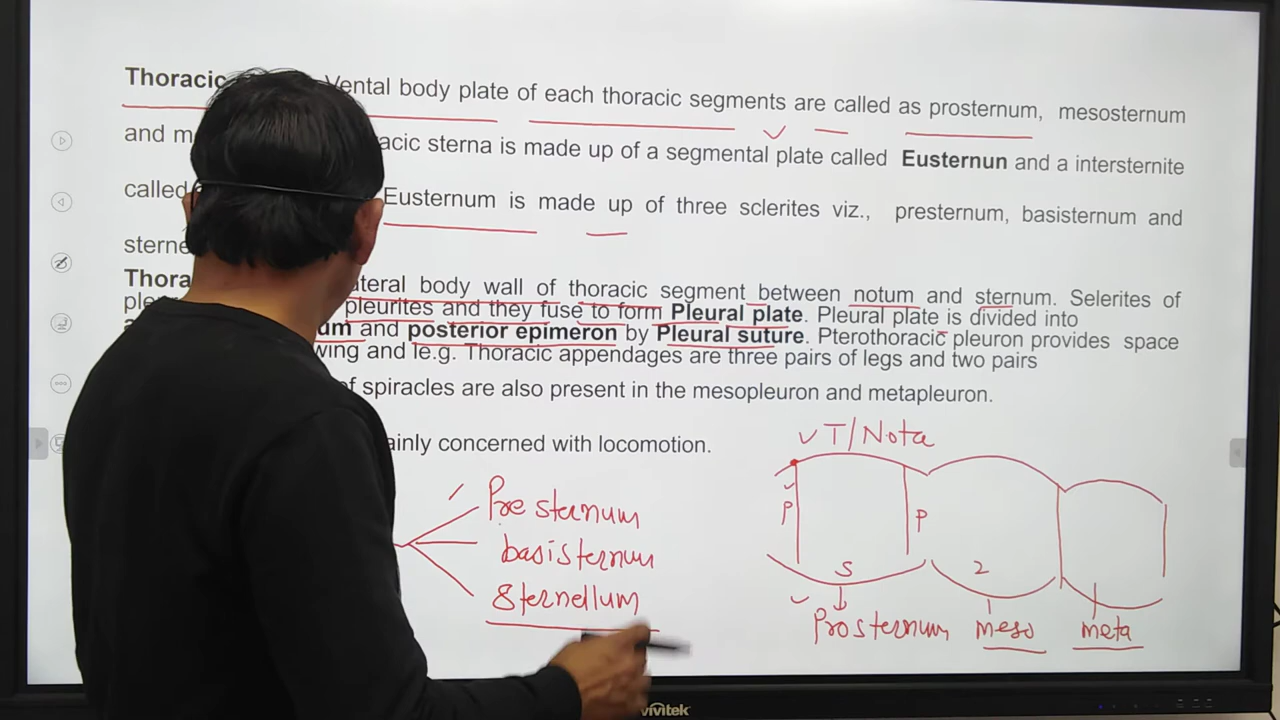 Thoracic Vental body plate of each thoracic segments are called as prosternum, mesosternum
and m acic sterna is made up of a segmental plate called Eusternun and a intersternite
called Eusternum is made up of three sclerites viz., presternum, basisternum and
sterne
Thora ateral body wall of thoracic segment between notum and sternum. Selerites of
ple pleurites and they fuse to form Pleural plate. Pleural plate is divided into
um and posterior epimeron by Pleural suture. Pterothoracic pleuron provides space
wing and le.g. Thoracic appendages are three pairs of legs and two pairs
f spiracles are also present in the mesopleuron and metapleuron.
ainly concerned with locomotion.
T/Nota
Presternum
basisternum
Sternellum
P
P
S
2
Prosternum meso meta
vivitek